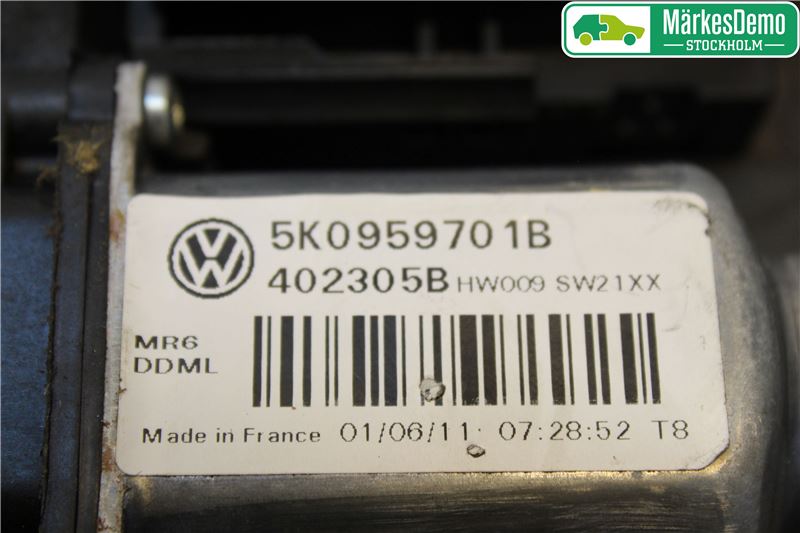 MärkesDemo
STOCKHOLM
5K0959701B
402305B HW009 SW21XX
MR6
DDML
Made in France 01/06/11 07:28:52 T8